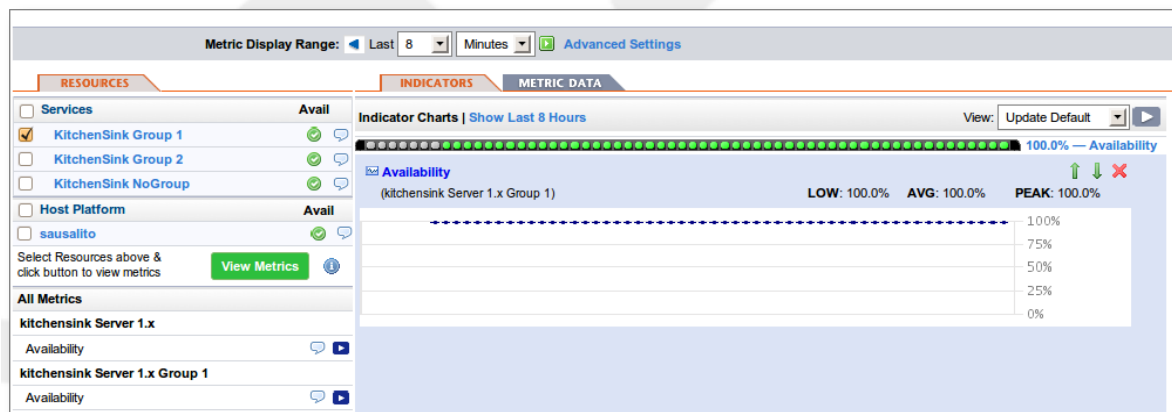 Metric Display Range: Last 8 Minutes Advanced Settings
RESOURCES
Services Avail
KitchenSink Group 1
KitchenSink Group 2
KitchenSink NoGroup
Host Platform Avail
sausalito
Select Resources above &
click button to view metrics
View Metrics
All Metrics
kitchensink Server 1.x
Availability
kitchensink Server 1.x Group 1
Availability
INDICATORS METRIC DATA
Indicator Charts | Show Last 8 Hours View: Update Default
100.0% — Availability
Availability
(kitchensink Server 1.x Group 1) LOW: 100.0% AVG: 100.0% PEAK: 100.0%
100%
75%
50%
25%
0%